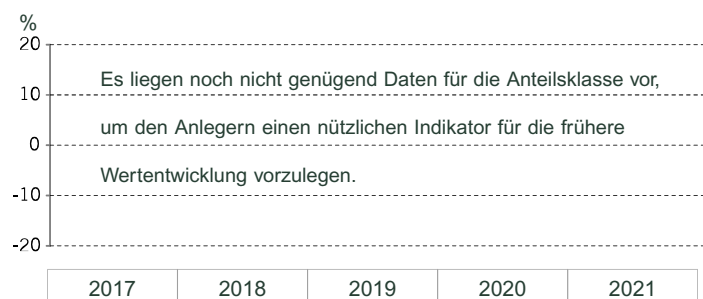 %
20
10
0
-10
-20
Es liegen noch nicht genügend Daten für die Anteilsklasse vor,
um den Anlegern einen nützlichen Indikator für die frühere
Wertentwicklung vorzulegen.
2017 2018 2019 2020 2021